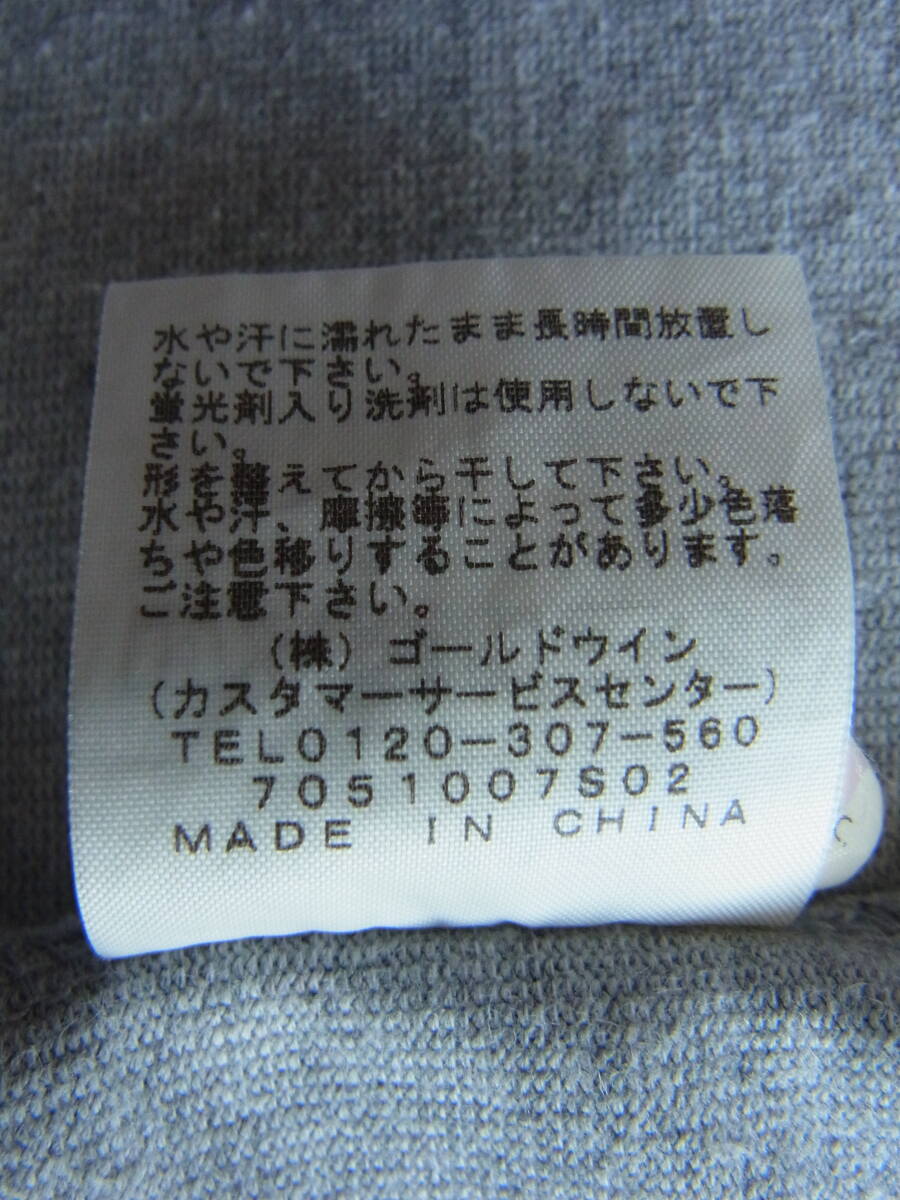 水や汗に濡れたまま長時間放置し
ないで下さい。
蛍光剤入り洗剤は使用しないで下
さい。
形を整えてから干して下さい。
水や汗、摩擦等によって多少色落
ちや色移りすることがあります。
ご注意下さい。
(株) ゴールドウイン
(カスタマーサービスセンター)
TEL0120-307-560
7051007S02
MADE IN CHINA